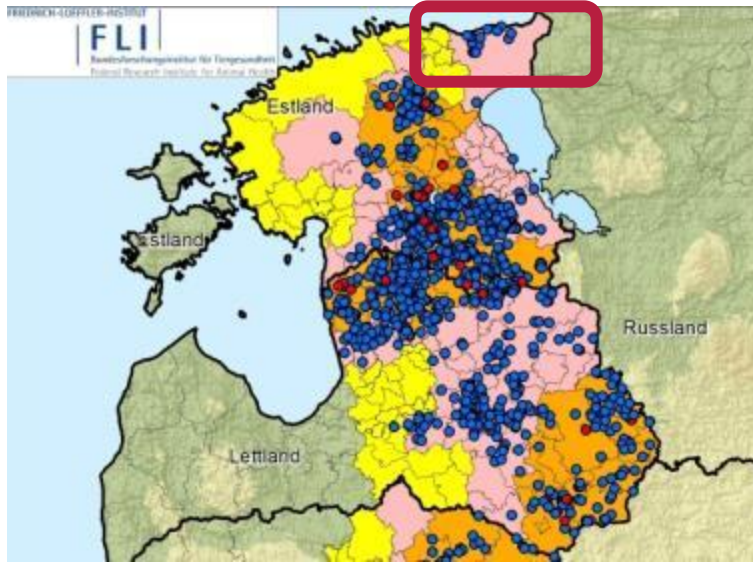 FRIEDRICH-LOEFFLER-INSTITUT
FLI
Bundesforschungsinstitut für Tiergesundheit
Federal Research Institute for Animal Health
Estland
Estland
Russland
Lettland